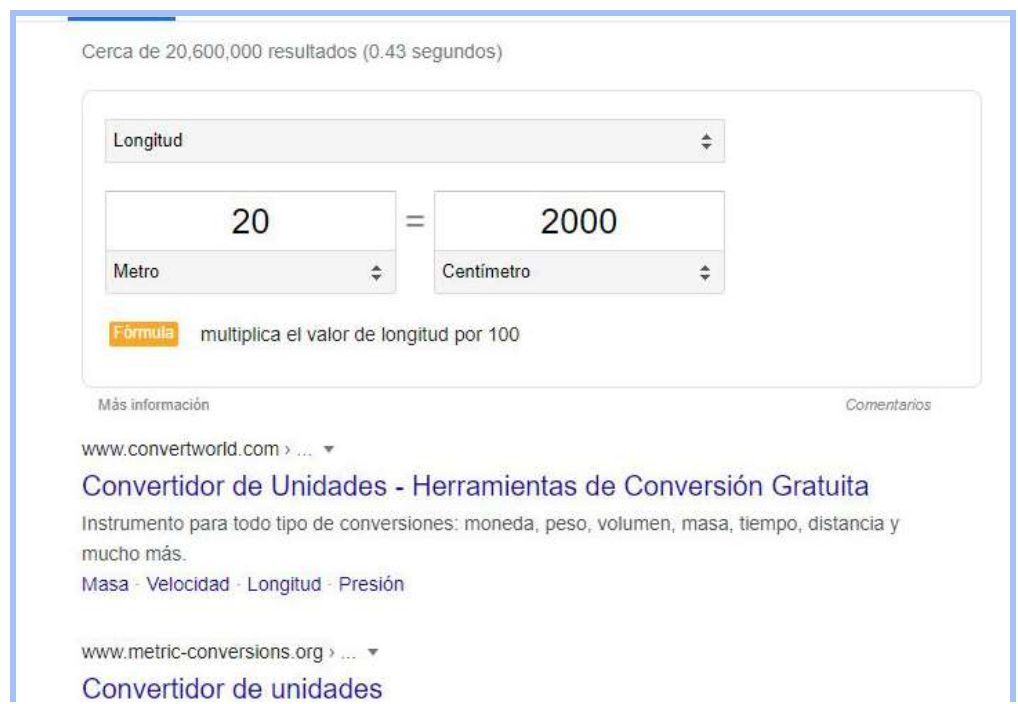 Cerca de 20,600,000 resultados (0.43 segundos)
Longitud
20 = 2000
Metro Centímetro
Fórmula multiplica el valor de longitud por 100
Más información Comentarios
www.convertworld.com › ...
Convertidor de Unidades - Herramientas de Conversión Gratuita
Instrumento para todo tipo de conversiones: moneda, peso, volumen, masa, tiempo, distancia y
mucho más.
Masa · Velocidad · Longitud · Presión
www.metric-conversions.org › ...
Convertidor de unidades